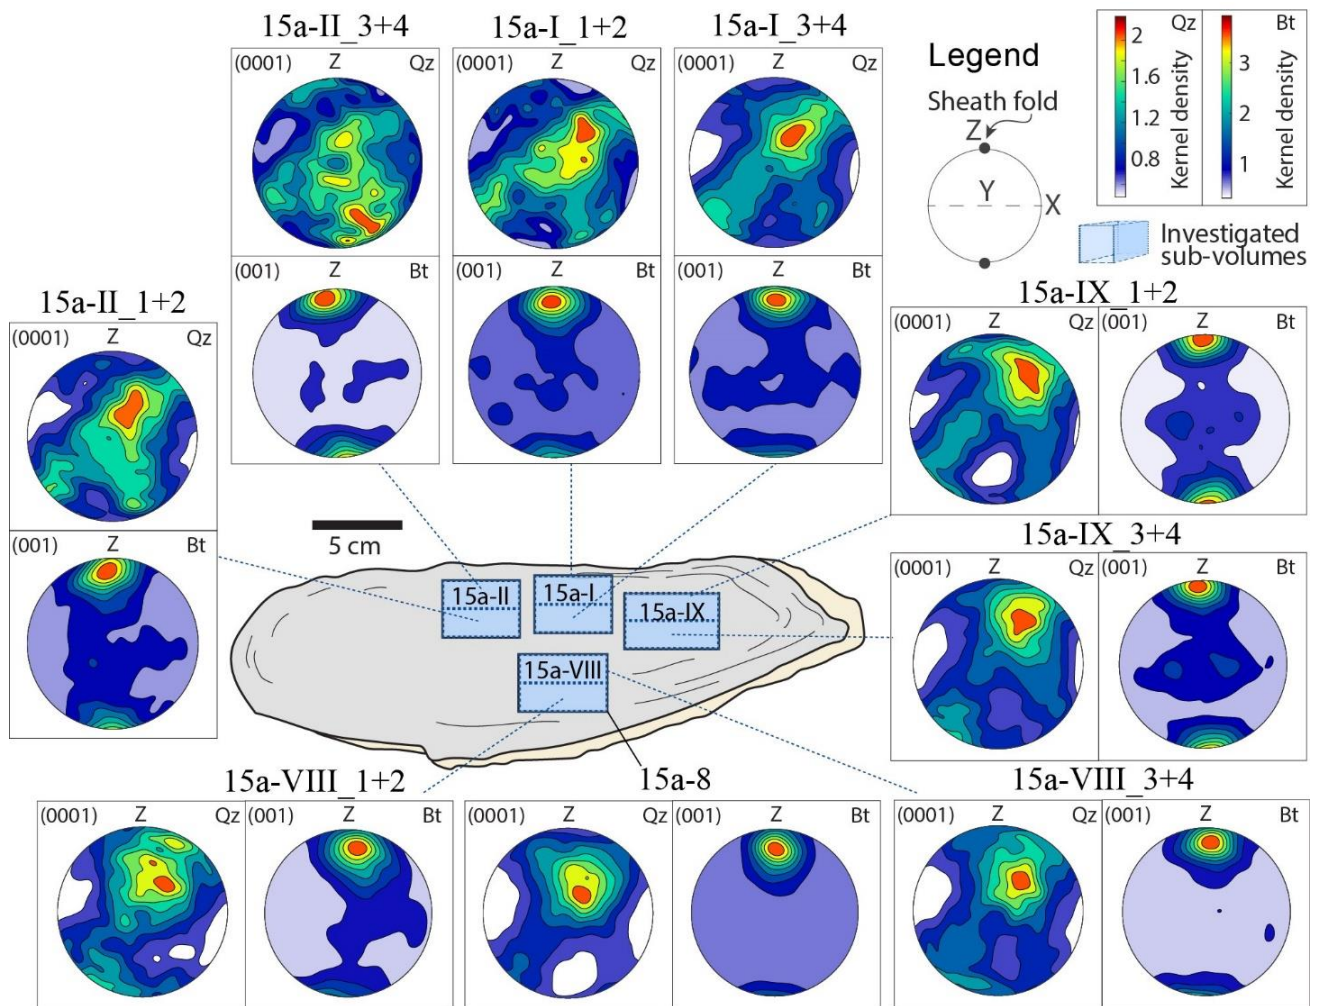 15a-II_3+4
(0001) Z Qz
(001) Z Bt
15a-I_1+2
(0001) Z Qz
(001) Z Bt
15a-I_3+4
(0001) Z Qz
(001) Z Bt
Legend
Sheath fold
Z
Y
X
Qz
2
1.6
1.2
0.8
Kernel density
Bt
3
2
1
Kernel density
Investigated
sub-volumes
15a-II_1+2
(0001) Z Qz
(001) Z Bt
15a-IX_1+2
(0001) Z Qz
(001) Z Bt
15a-IX_3+4
(0001) Z Qz
(001) Z Bt
5 cm
15a-II
15a-I
15a-IX
15a-VIII
15a-VIII_1+2
(0001) Z Qz
(001) Z Bt
15a-8
(0001) Z Qz
(001) Z Bt
15a-VIII_3+4
(0001) Z Qz
(001) Z Bt